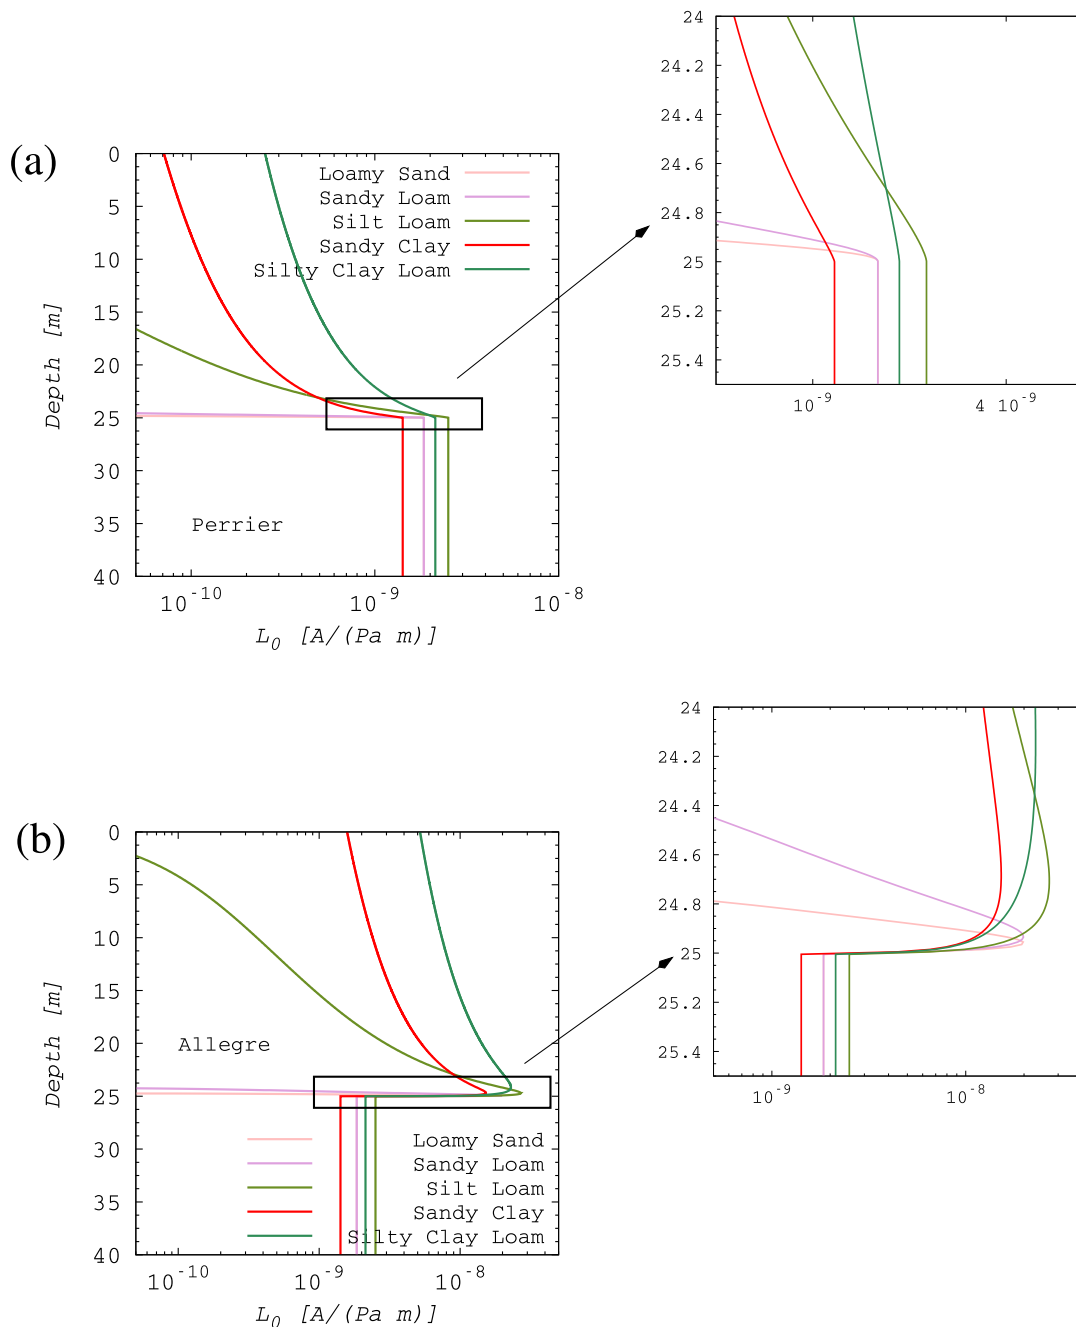 24
24.2
24.4
24.6
24.8
25
25.2
25.4
10⁻⁹ 4 10⁻⁹
(a)
0
5
10
15
20
25
30
35
40
Depth [m]
Loamy Sand
Sandy Loam
Silt Loam
Sandy Clay
Silty Clay Loam
Perrier
10⁻¹⁰ 10⁻⁹ 10⁻⁸
L₀ [A/(Pa m)]
24
24.2
24.4
24.6
24.8
25
25.2
25.4
10⁻⁹ 10⁻⁸
(b)
0
5
10
15
20
25
30
35
40
Depth [m]
Allegre
Loamy Sand
Sandy Loam
Silt Loam
Sandy Clay
Silty Clay Loam
10⁻¹⁰ 10⁻⁹ 10⁻⁸
L₀ [A/(Pa m)]